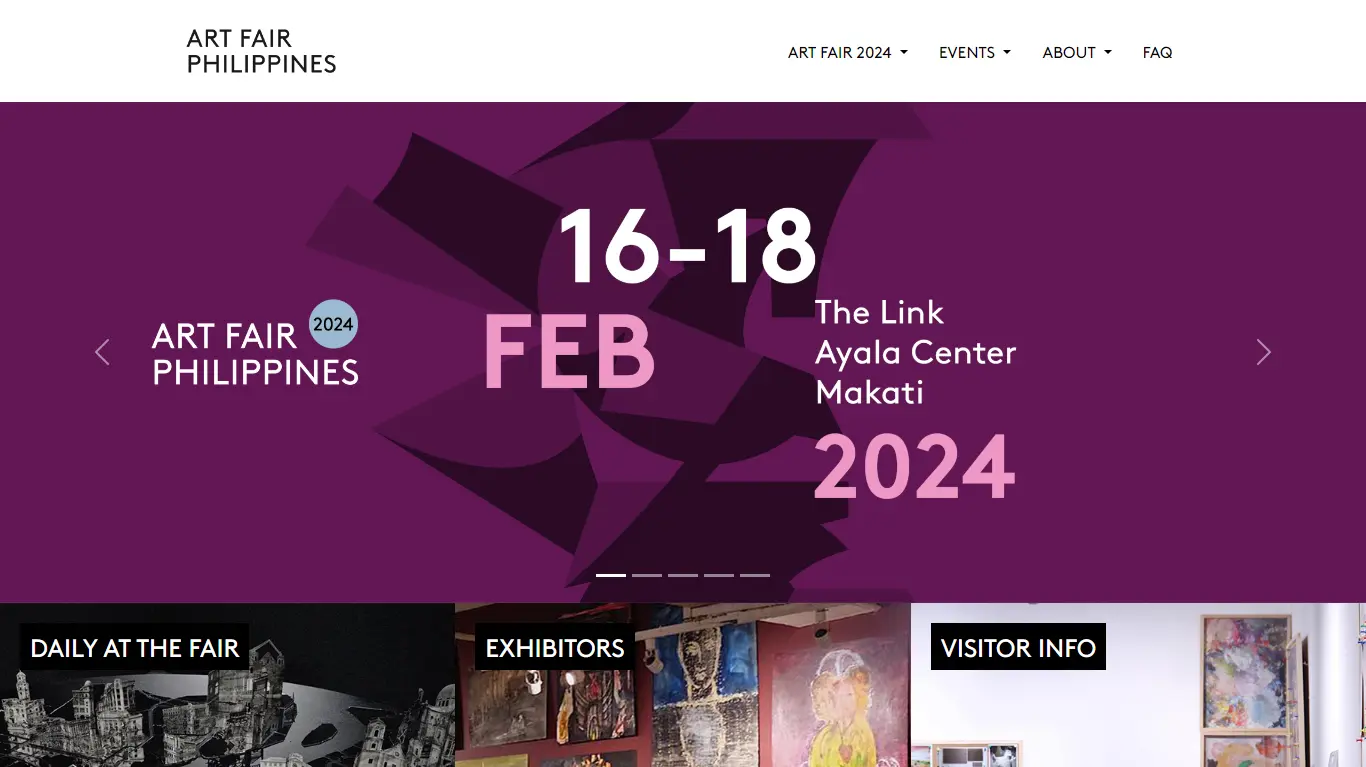 ART FAIR
PHILIPPINES
ART FAIR 2024
EVENTS
ABOUT
FAQ
16-18
FEB
ART FAIR 2024
PHILIPPINES
The Link
Ayala Center
Makati
2024
DAILY AT THE FAIR
EXHIBITORS
VISITOR INFO